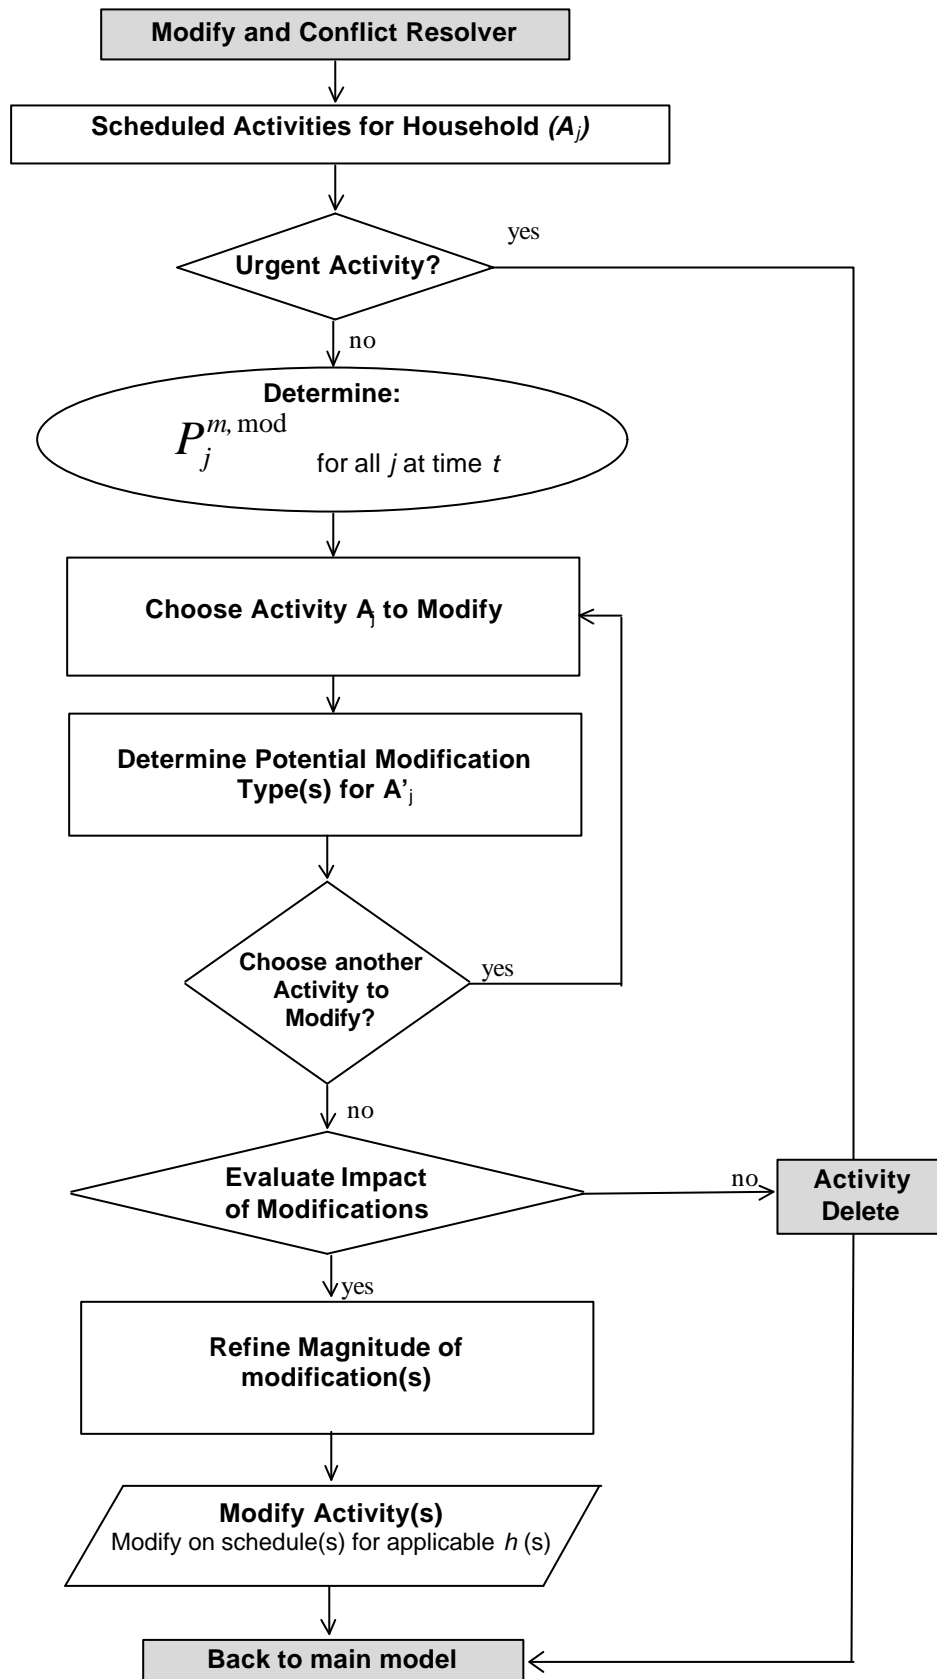 Modify and Conflict Resolver
Scheduled Activities for Household (Aj)
yes
Urgent Activity?
no
Determine:
P_j^{m, mod}
for all j at time t
Choose Activity Aj to Modify
Determine Potential Modification
Type(s) for A'j
Choose another
Activity to
Modify?
yes
no
Evaluate Impact
of Modifications
no
Activity
Delete
yes
Refine Magnitude of
modification(s)
Modify Activity(s)
Modify on schedule(s) for applicable h (s)
Back to main model